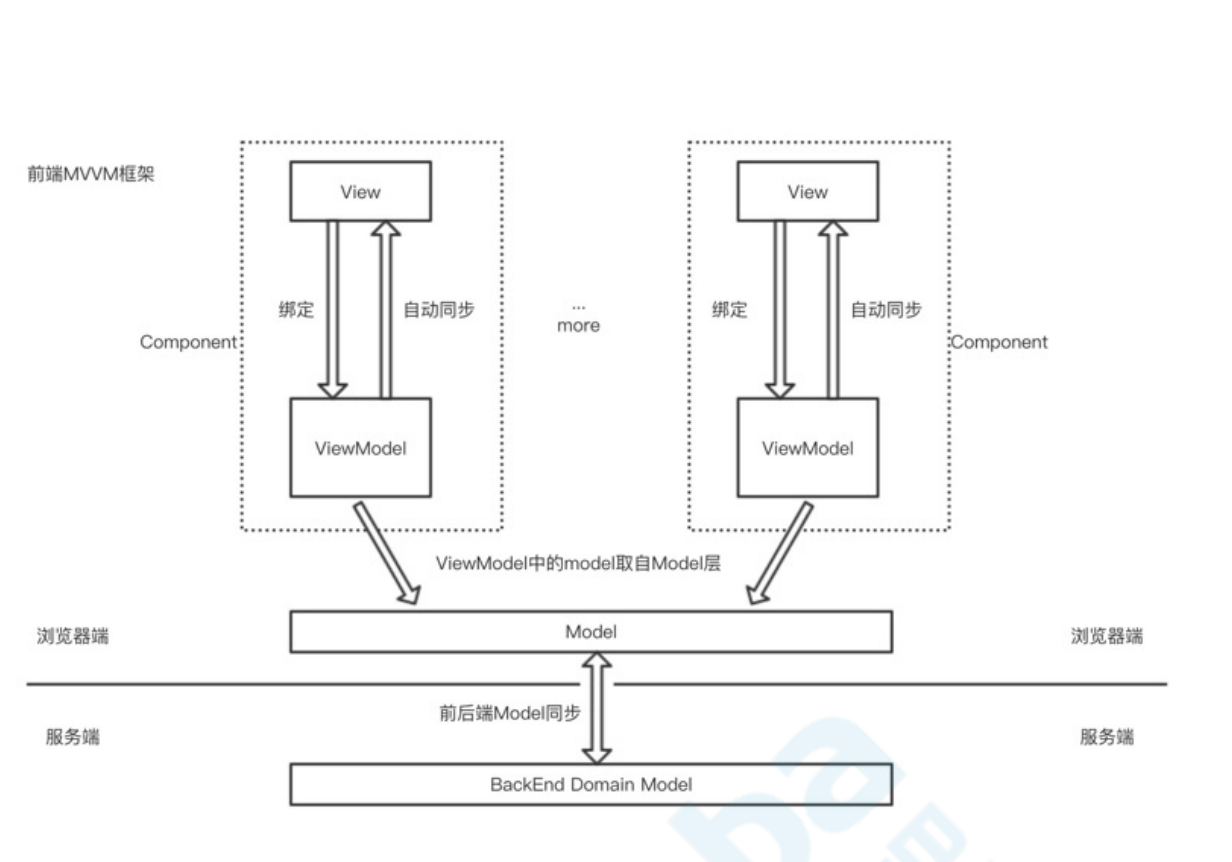 前端MVVM框架
View
View
绑定
自动同步
...
more
绑定
自动同步
Component
Component
ViewModel
ViewModel
ViewModel中的model取自Model层
Model
浏览器端
浏览器端
前后端Model同步
服务端
服务端
BackEnd Domain Model
ba